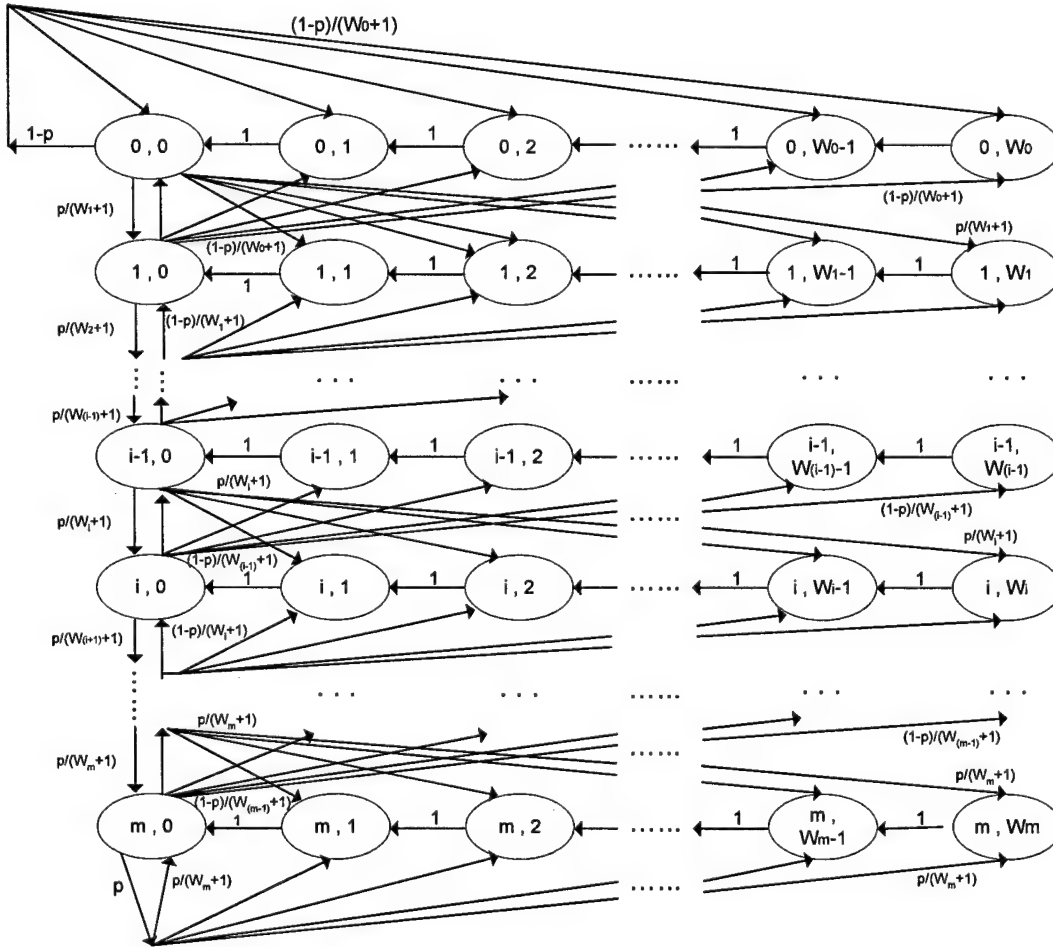 (1-p)/(W₀+1)
1-p
0 , 0
1
0 , 1
1
0 , 2
......
1
0 , W₀-1
0 , W₀
p/(W₁+1)
(1-p)/(W₀+1)
(1-p)/(W₀+1)
p/(W₁+1)
1 , 0
1
1 , 1
1
1 , 2
......
1
1 , W₁-1
1
1 , W₁
p/(W₂+1)
(1-p)/(W₁+1)
...
...
......
...
...
p/(W₍ᵢ₋₁₎+1)
i-1, 0
1
i-1 , 1
1
i-1, 2
......
1
i-1, W₍ᵢ₋₁₎-1
1
i-1, W₍ᵢ₋₁₎
p/(Wᵢ+1)
p/(Wᵢ+1)
(1-p)/(W₍ᵢ₋₁₎+1)
(1-p)/(W₍ᵢ₋₁₎+1)
p/(Wᵢ+1)
i , 0
1
i , 1
1
i , 2
......
1
i , Wᵢ-1
1
i , Wᵢ
p/(W₍ᵢ₊₁₎+1)
(1-p)/(Wᵢ+1)
...
...
......
...
...
p/(Wₘ+1)
p/(Wₘ+1)
(1-p)/(W₍ₘ₋₁₎+1)
(1-p)/(W₍ₘ₋₁₎+1)
p/(Wₘ+1)
m , 0
1
m , 1
1
m , 2
......
1
m , Wₘ-1
1
m , Wₘ
p
p/(Wₘ+1)
......
p/(Wₘ+1)